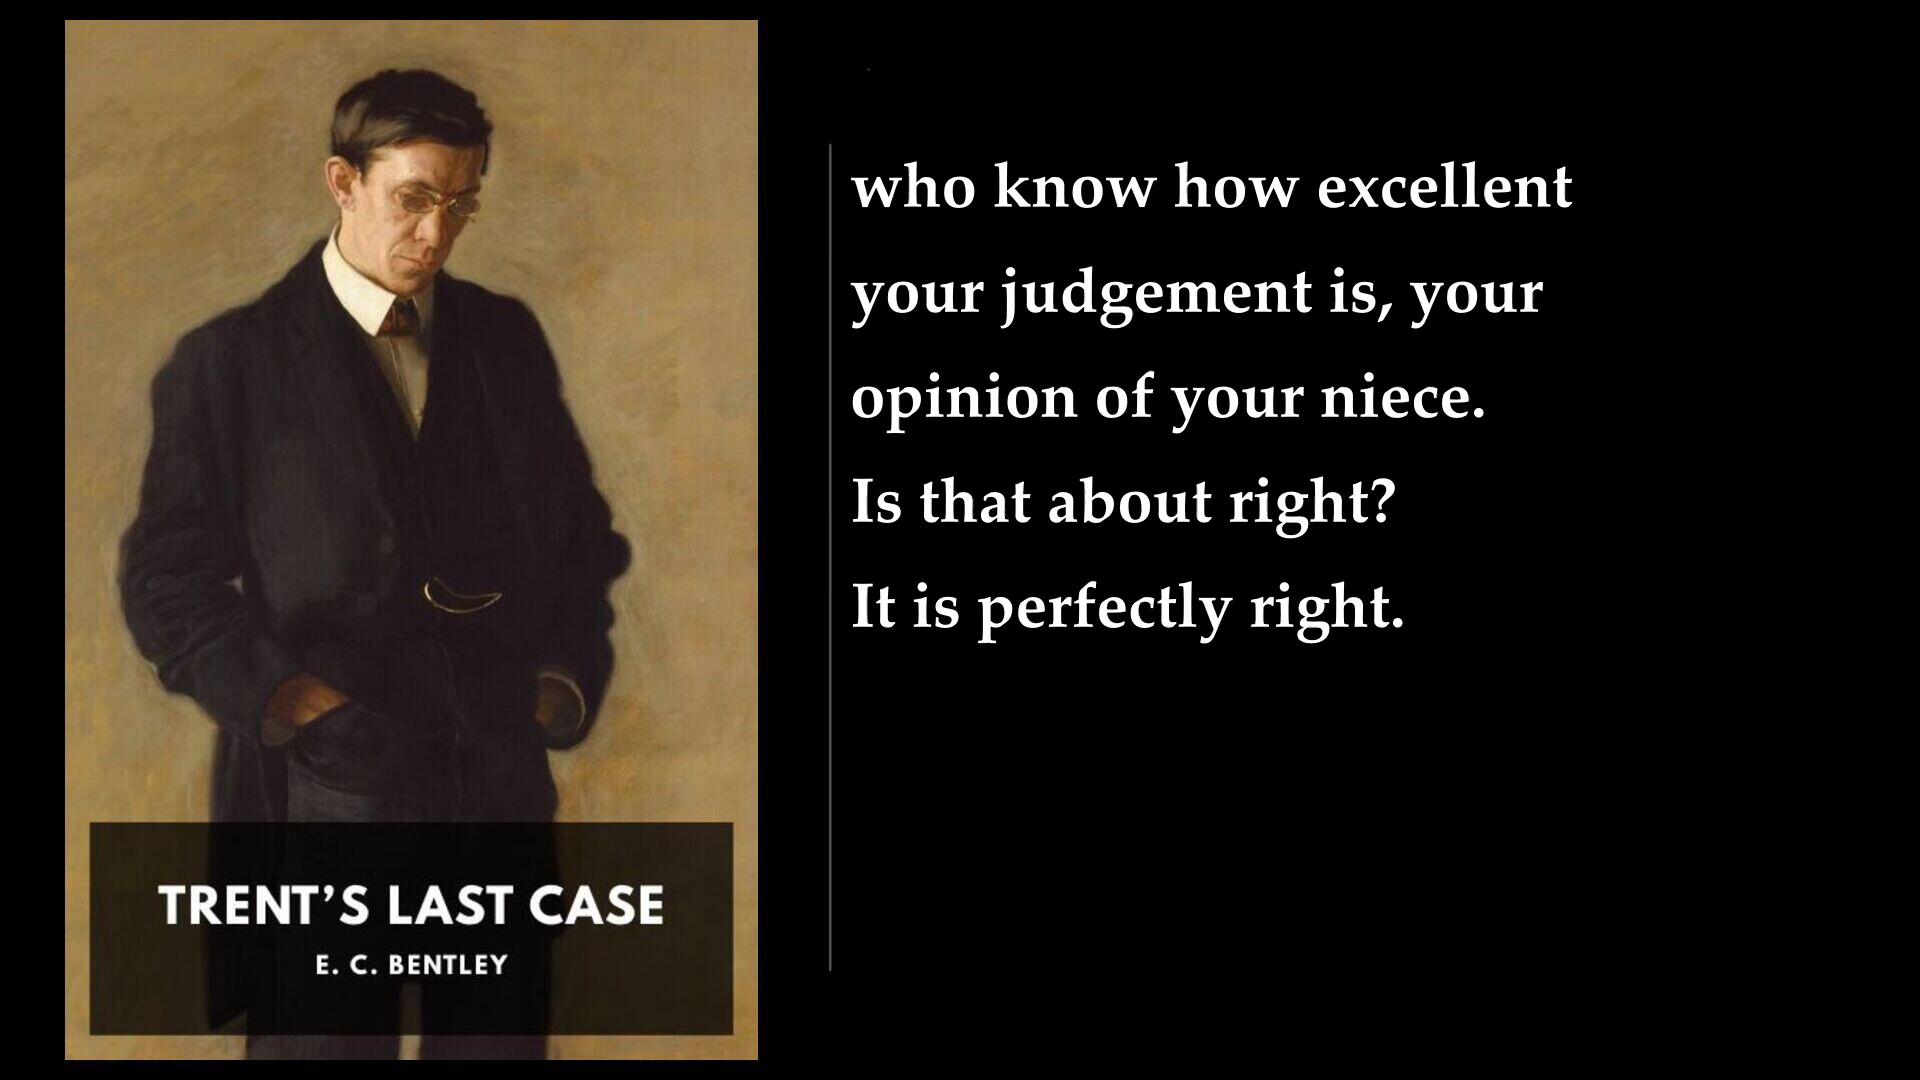 TRENT’S LAST CASE
E. C. BENTLEY
who know how excellent
your judgement is, your
opinion of your niece.
Is that about right?
It is perfectly right.